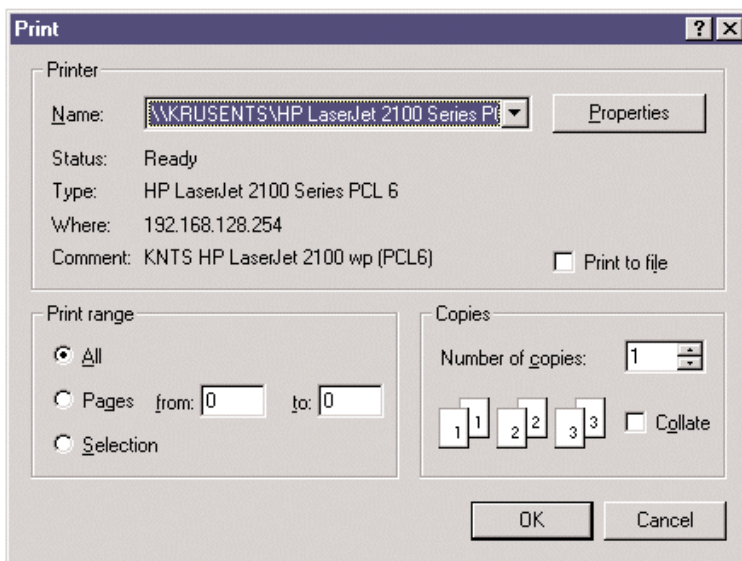 Print
Printer
Name: \\KRUSENTS\HP LaserJet 2100 Series P
Properties
Status: Ready
Type: HP LaserJet 2100 Series PCL 6
Where: 192.168.128.254
Comment: KNTS HP LaserJet 2100 wp (PCL6)
Print to file
Print range
All
Pages from: 0 to: 0
Selection
Copies
Number of copies: 1
1 1 2 2 3 3
Collate
OK
Cancel